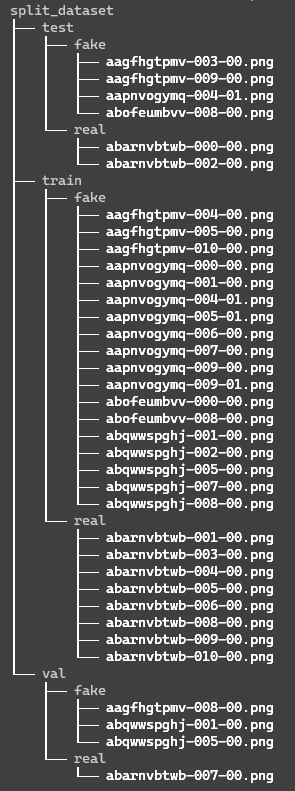 split_dataset
test
fake
aagfhgtpmv-003-00.png
aagfhgtpmv-009-00.png
aapnvogymq-004-01.png
abofeumbvv-008-00.png
real
abarnvbtwb-000-00.png
abarnvbtwb-002-00.png
train
fake
aagfhgtpmv-004-00.png
aagfhgtpmv-005-00.png
aagfhgtpmv-010-00.png
aapnvogymq-000-00.png
aapnvogymq-001-00.png
aapnvogymq-004-01.png
aapnvogymq-005-01.png
aapnvogymq-006-00.png
aapnvogymq-007-00.png
aapnvogymq-009-00.png
aapnvogymq-009-01.png
abofeumbvv-000-00.png
abofeumbvv-008-00.png
abqwwspghj-001-00.png
abqwwspghj-002-00.png
abqwwspghj-005-00.png
abqwwspghj-007-00.png
abqwwspghj-008-00.png
real
abarnvbtwb-001-00.png
abarnvbtwb-003-00.png
abarnvbtwb-004-00.png
abarnvbtwb-005-00.png
abarnvbtwb-006-00.png
abarnvbtwb-008-00.png
abarnvbtwb-009-00.png
abarnvbtwb-010-00.png
val
fake
aagfhgtpmv-008-00.png
abqwwspghj-001-00.png
abqwwspghj-005-00.png
real
abarnvbtwb-007-00.png